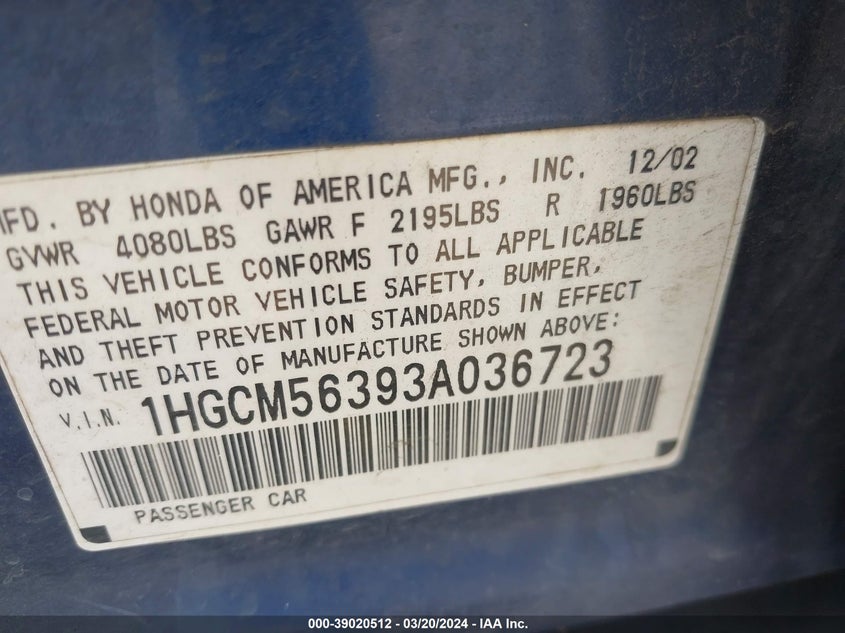 MFD. BY HONDA OF AMERICA MFG., INC. 12/02
GVWR 4080LBS GAWR F 2195LBS R 1960LBS
THIS VEHICLE CONFORMS TO ALL APPLICABLE
FEDERAL MOTOR VEHICLE SAFETY, BUMPER,
AND THEFT PREVENTION STANDARDS IN EFFECT
ON THE DATE OF MANUFACTURE SHOWN ABOVE:
V.I.N. 1HGCM56393A036723
PASSENGER CAR
000-39020512 — 03/20/2024 — IAA Inc.